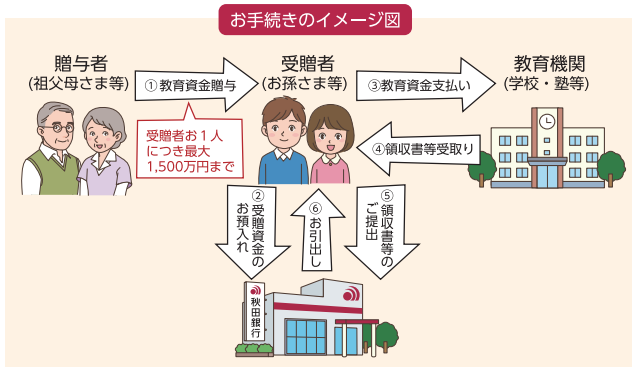 お手続きのイメージ図
贈与者
(祖父母さま等)
①教育資金贈与
受贈者
(お孫さま等)
③教育資金支払い
教育機関
(学校・塾等)
受贈者お1人
につき最大
1,500万円まで
④領収書等受取り
②受贈資金の
お預入れ
⑥お引出し
⑤領収書等の
ご提出
秋田銀行